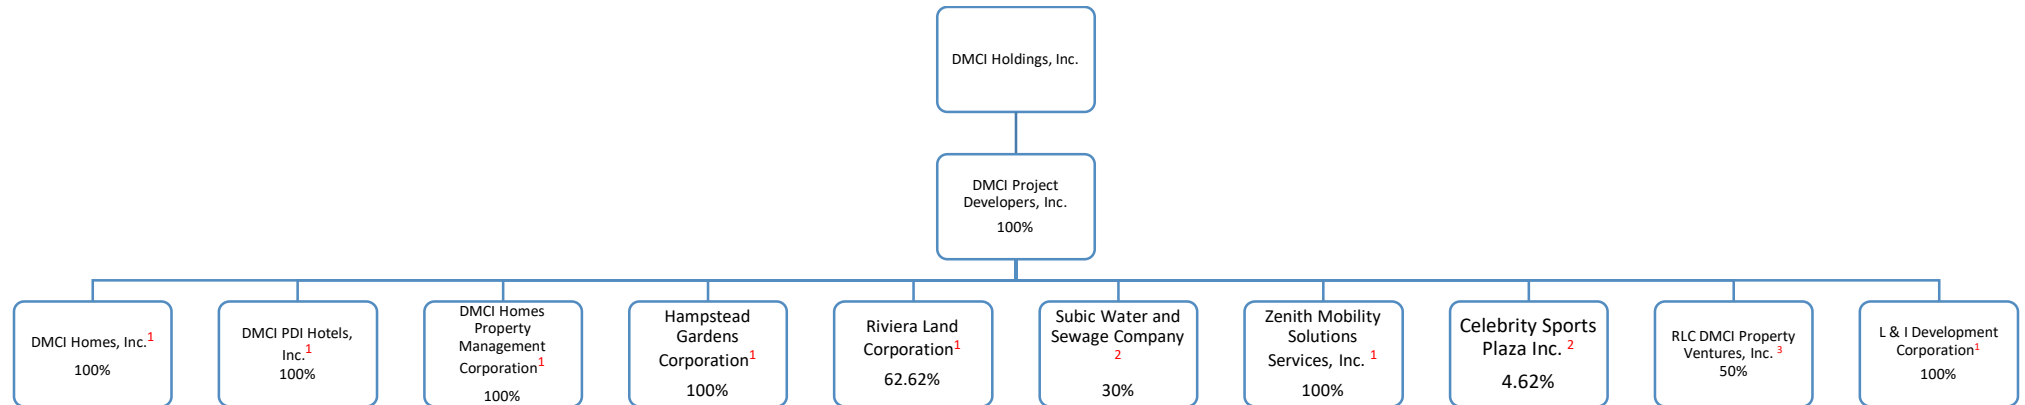 DMCI Holdings, Inc.
DMCI Project
Developers, Inc.
100%
DMCI Homes, Inc.1
100%
DMCI PDI Hotels,
Inc.1
100%
DMCI Homes
Property
Management
Corporation1
100%
Hampstead
Gardens
Corporation1
100%
Riviera Land
Corporation1
62.62%
Subic Water and
Sewage Company
2
30%
Zenith Mobility
Solutions
Services, Inc. 1
100%
Celebrity Sports
Plaza Inc. 2
4.62%
RLC DMCI Property
Ventures, Inc. 3
50%
L & I Development
Corporation1
100%